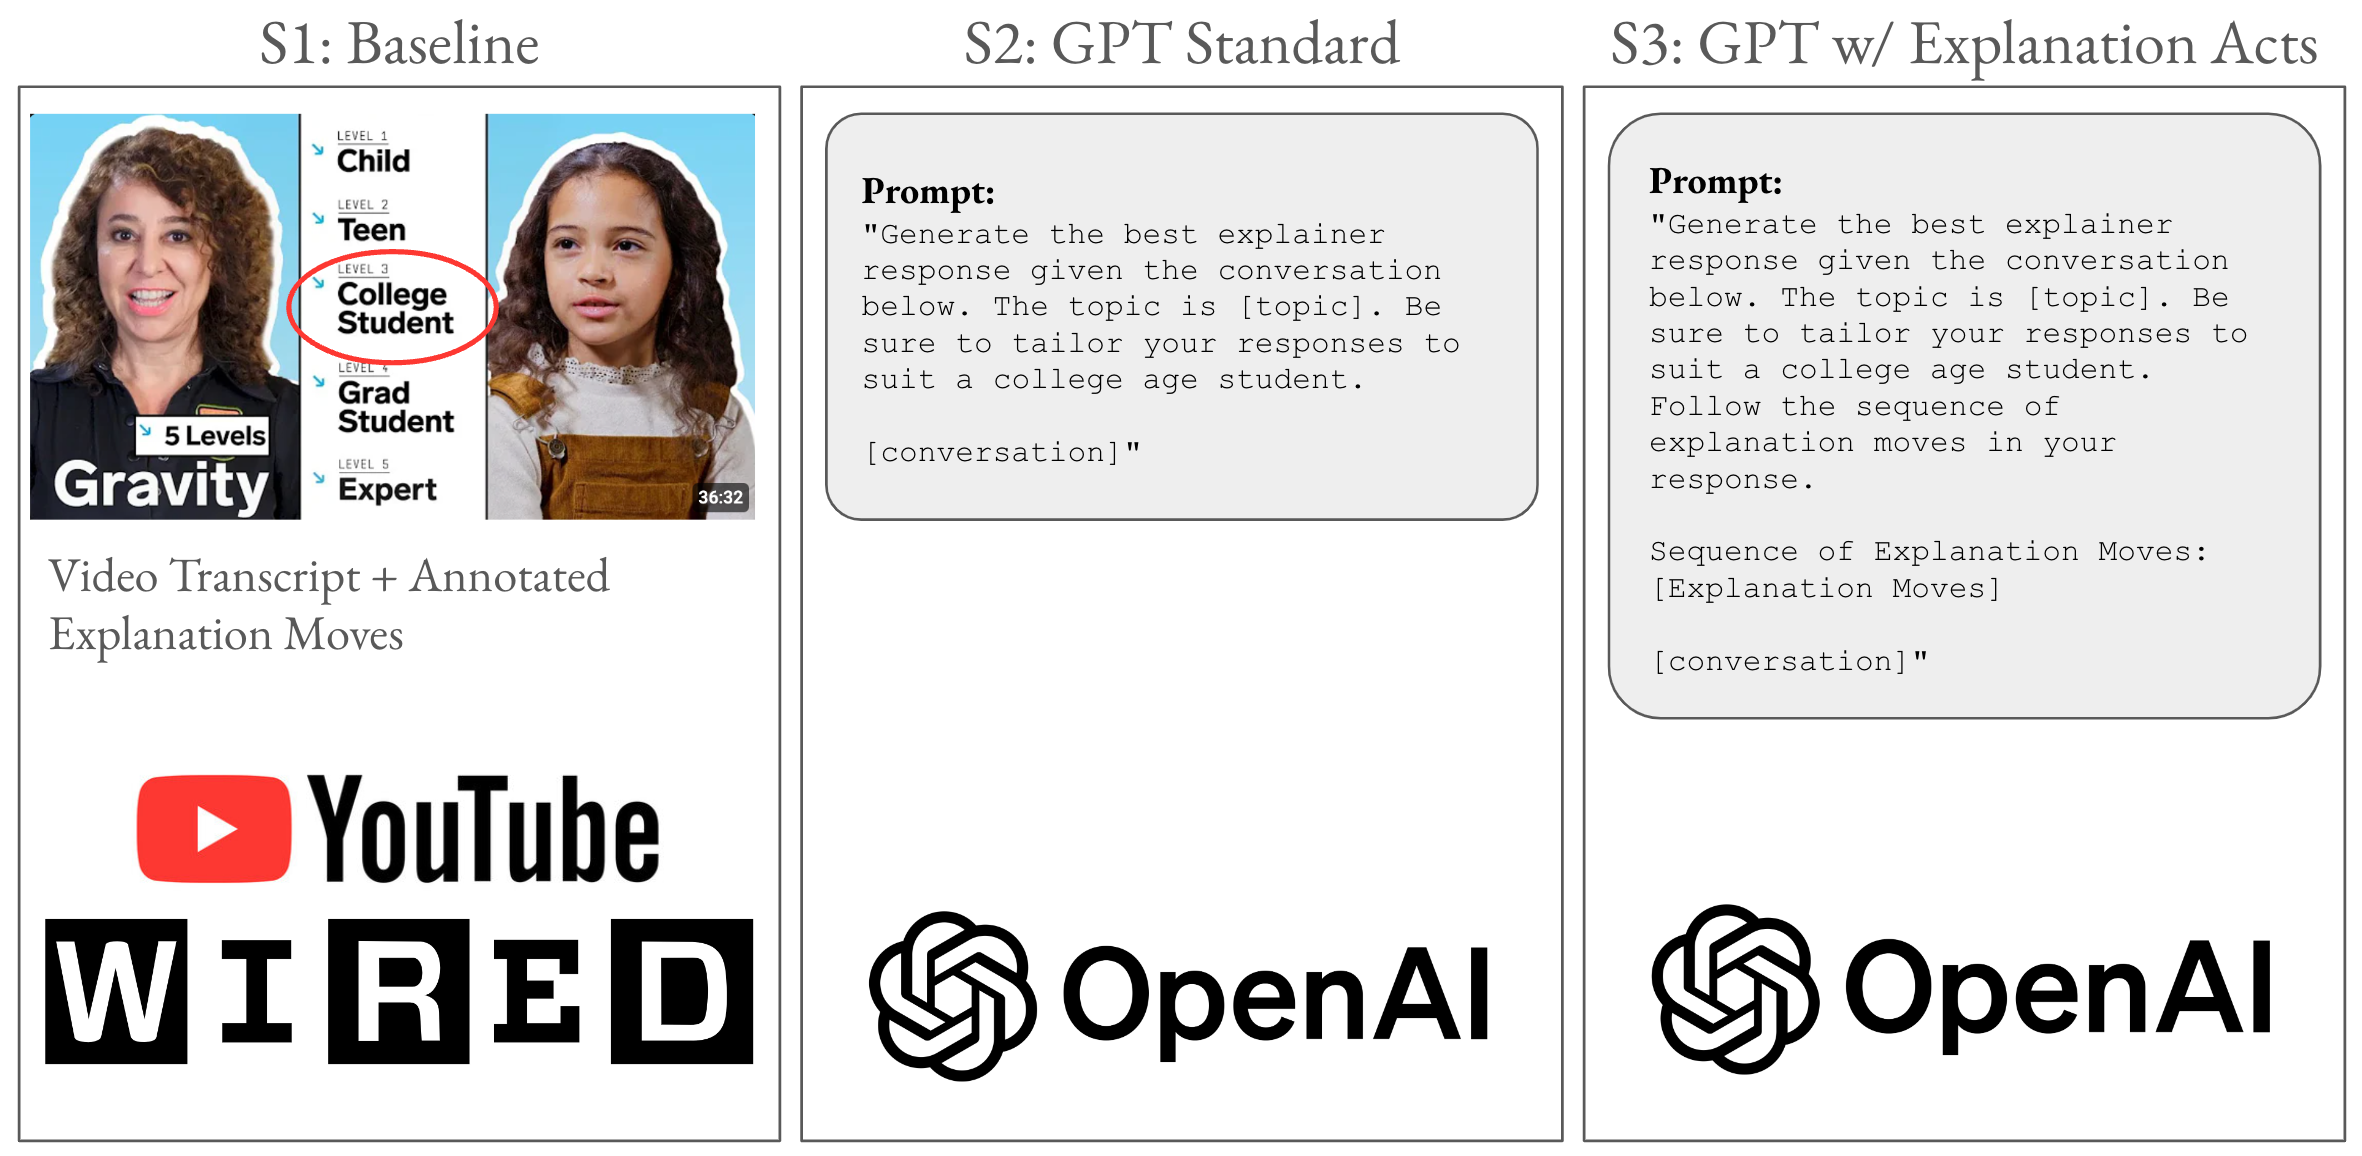 S1: Baseline
LEVEL 1
Child
LEVEL 2
Teen
LEVEL 3
College
Student
LEVEL 4
Grad
Student
LEVEL 5
Expert
5 Levels
Gravity
36:32
Video Transcript + Annotated
Explanation Moves
YouTube
WIRED
S2: GPT Standard
Prompt:
"Generate the best explainer
response given the conversation
below. The topic is [topic]. Be
sure to tailor your responses to
suit a college age student.
[conversation]"
OpenAI
S3: GPT w/ Explanation Acts
Prompt:
"Generate the best explainer
response given the conversation
below. The topic is [topic]. Be
sure to tailor your responses to
suit a college age student.
Follow the sequence of
explanation moves in your
response.
Sequence of Explanation Moves:
[Explanation Moves]
[conversation]"
OpenAI